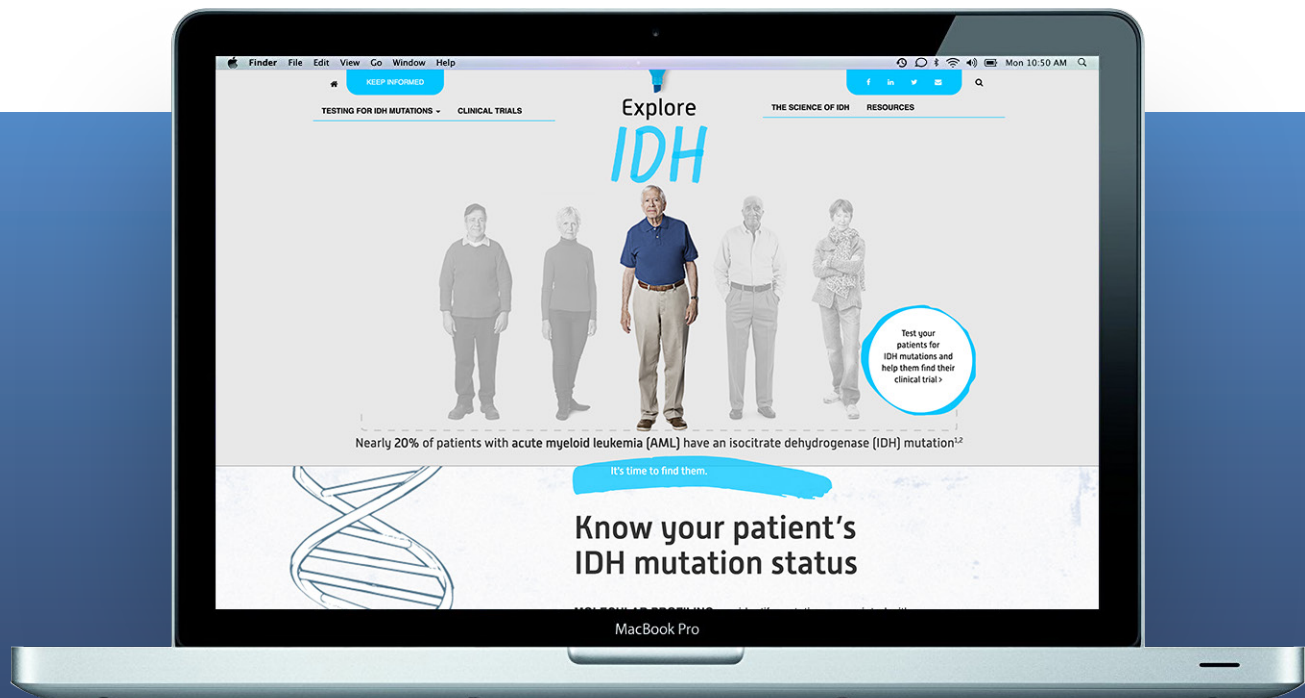 Finder File Edit View Go Window Help
Mon 10:50 AM
KEEP INFORMED
f in
TESTING FOR IDH MUTATIONS
CLINICAL TRIALS
Explore
IDH
THE SCIENCE OF IDH
RESOURCES
Test your
patients for
IDH mutations and
help them find their
clinical trial >
Nearly 20% of patients with acute myeloid leukemia (AML) have an isocitrate dehydrogenase (IDH) mutation1,2
It's time to find them.
Know your patient's
IDH mutation status
MacBook Pro